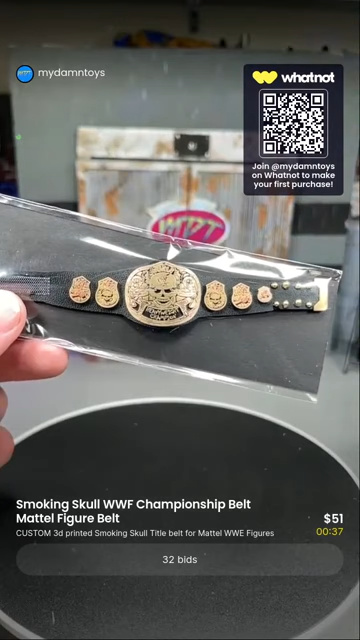 mydamntoys
whatnot
Join @mydamntoys
on Whatnot to make
your first purchase!
MDT
Smoking Skull WWF Championship Belt
Mattel Figure Belt
$51
CUSTOM 3d printed Smoking Skull Title belt for Mattel WWE Figures
00:37
32 bids